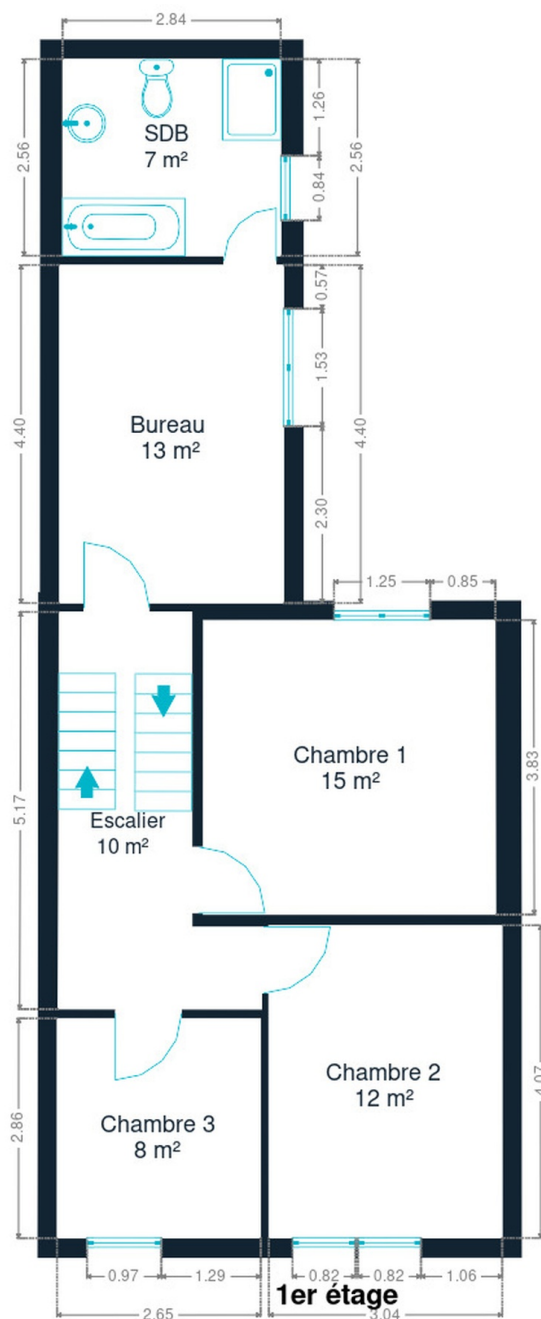 2.84
SDB
7 m²
2.56
1.26
0.84
2.56
Bureau
13 m²
4.40
0.57
1.53
2.30
4.40
1.25
0.85
Chambre 1
15 m²
3.83
Escalier
10 m²
5.17
Chambre 2
12 m²
4.07
Chambre 3
8 m²
2.86
0.97
1.29
0.82
0.82
1.06
2.65
3.04
1er étage